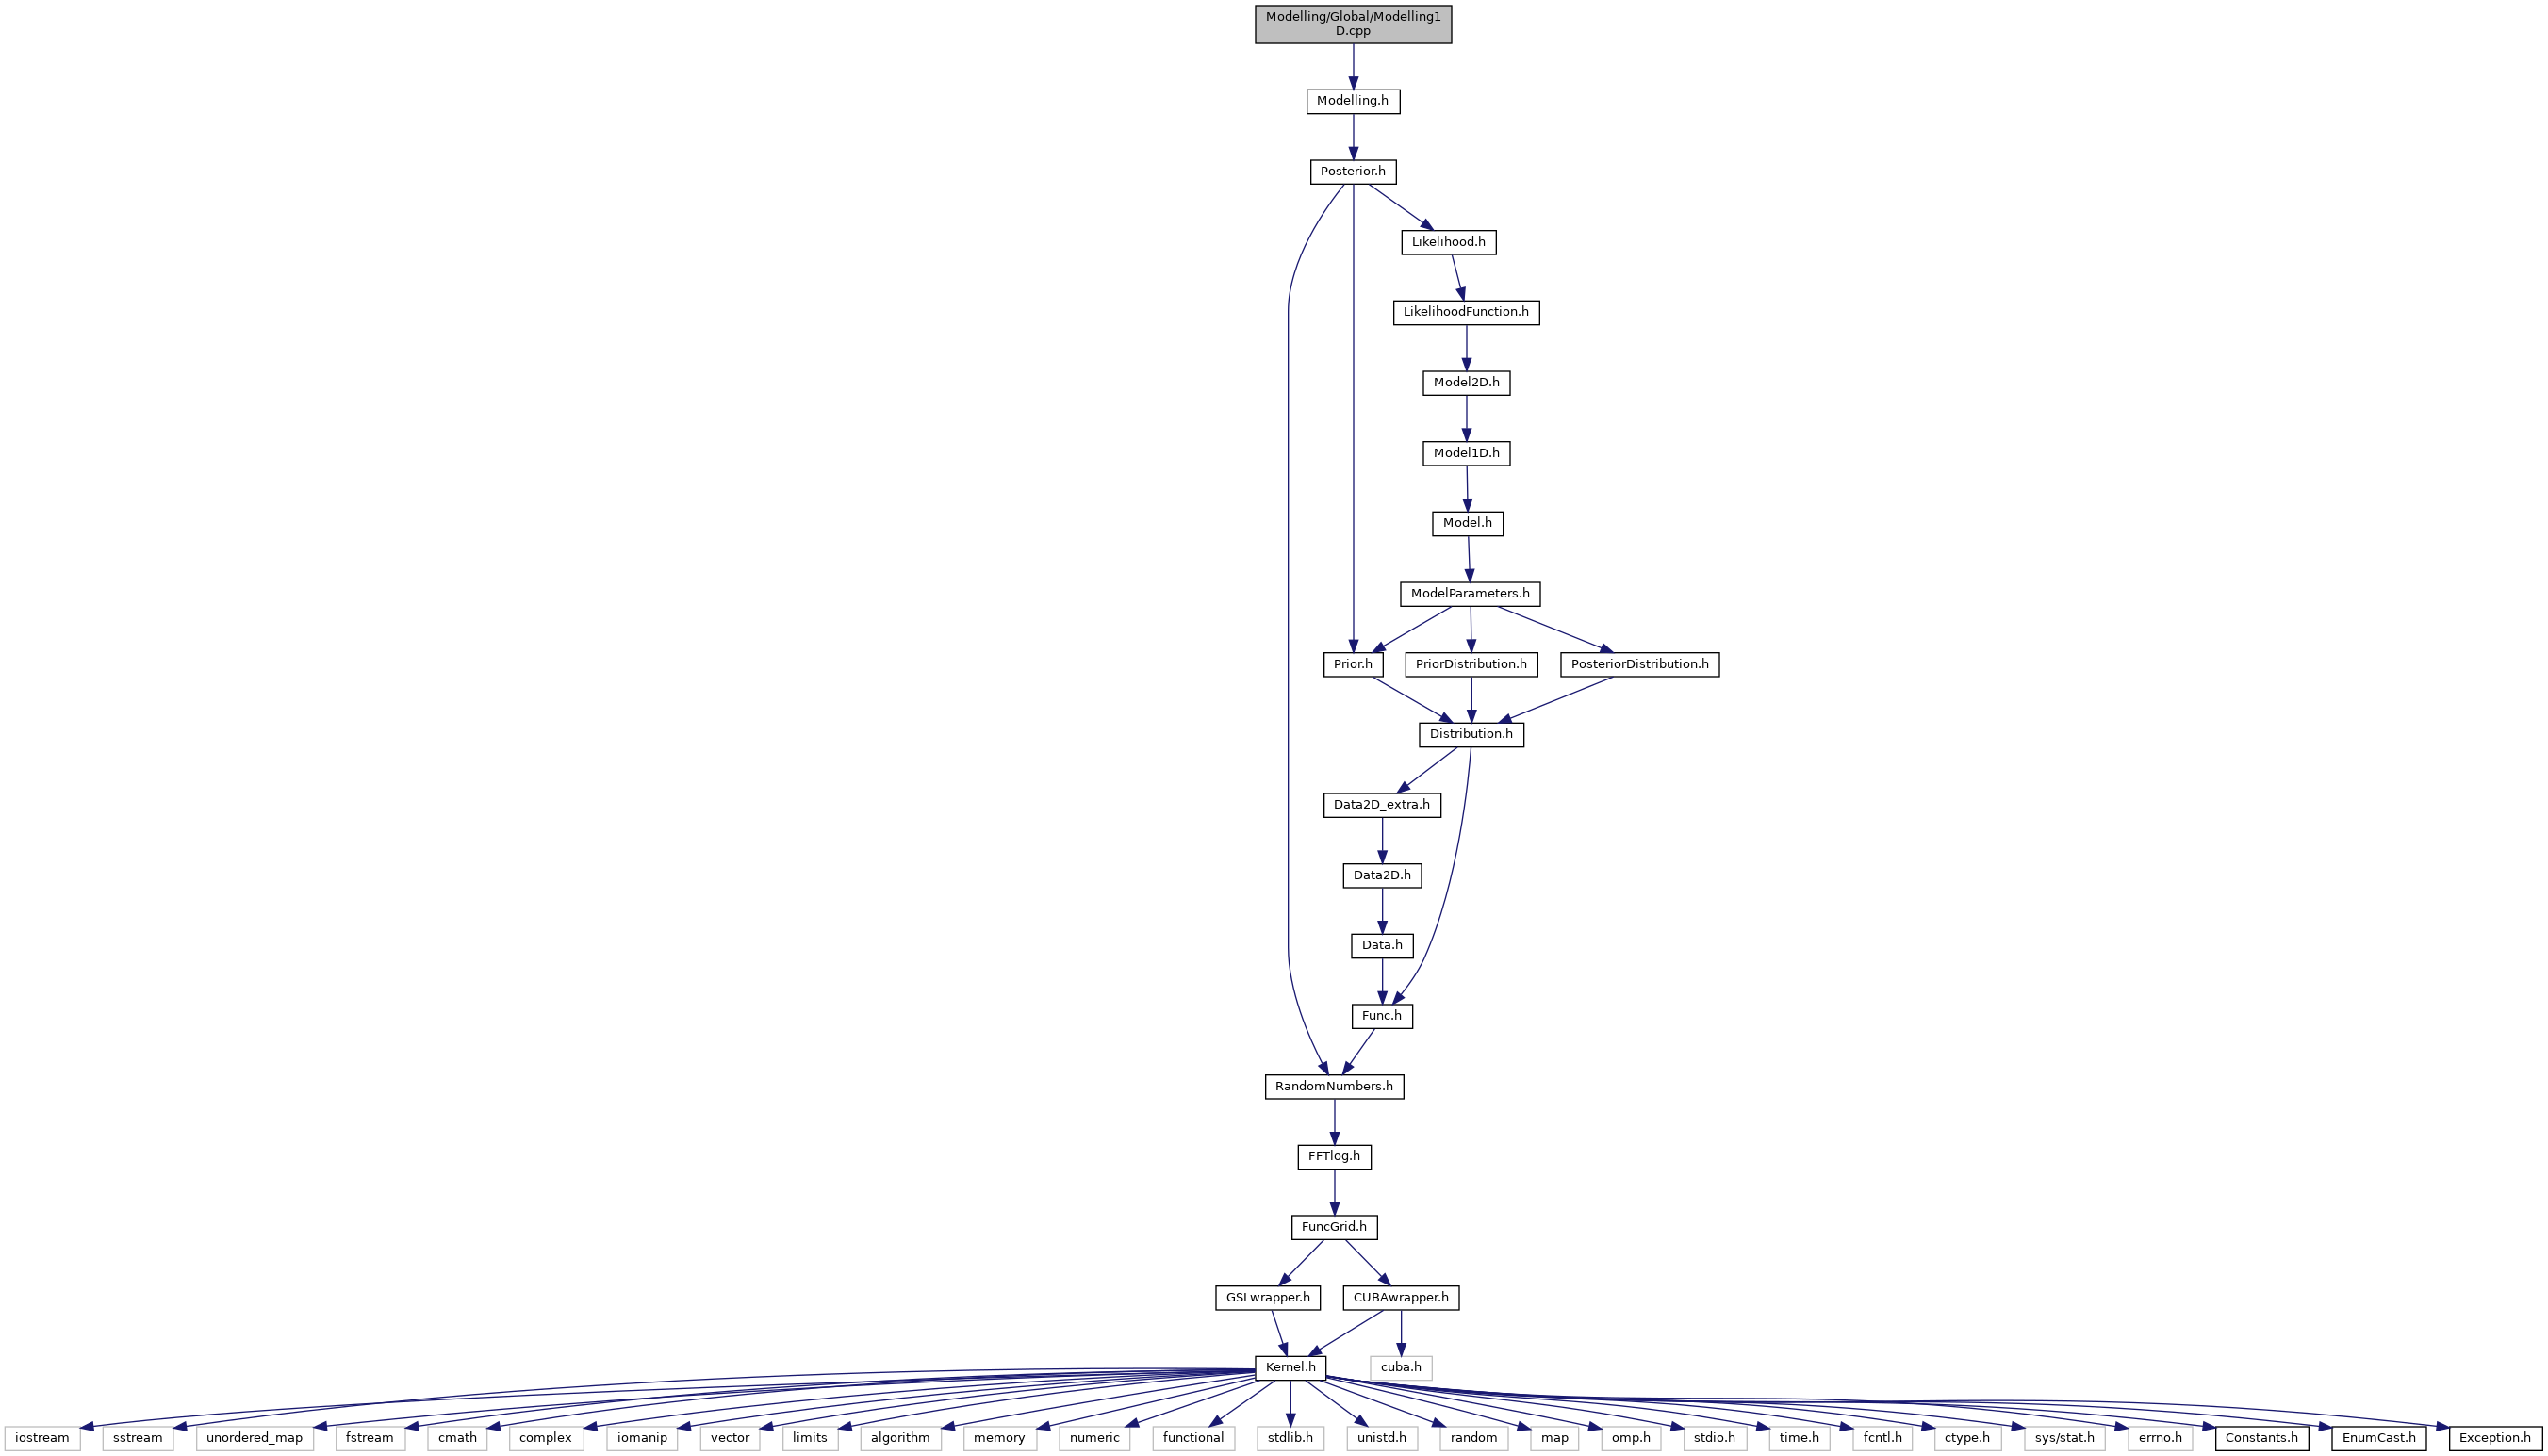 Modelling/Global/Modelling1
D.cpp
Modelling.h
Posterior.h
Likelihood.h
LikelihoodFunction.h
Model2D.h
Model1D.h
Model.h
ModelParameters.h
Prior.h
PriorDistribution.h
PosteriorDistribution.h
Distribution.h
Data2D_extra.h
Data2D.h
Data.h
Func.h
RandomNumbers.h
FFTlog.h
FuncGrid.h
GSLwrapper.h
CUBAwrapper.h
Kernel.h
cuba.h
iostream
sstream
unordered_map
fstream
cmath
complex
iomanip
vector
limits
algorithm
memory
numeric
functional
stdlib.h
unistd.h
random
map
omp.h
stdio.h
time.h
fcntl.h
ctype.h
sys/stat.h
errno.h
Constants.h
EnumCast.h
Exception.h